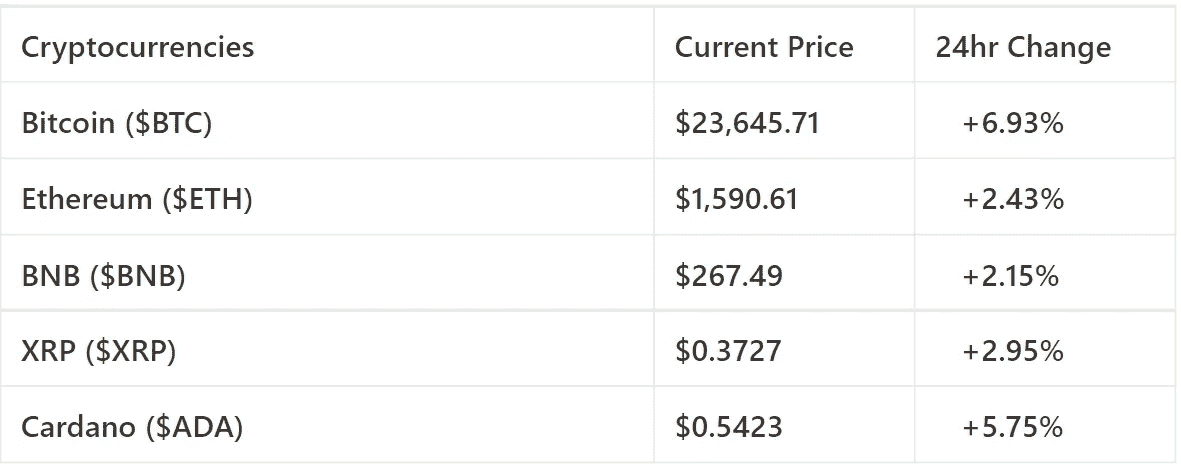 Cryptocurrencies Current Price 24hr Change
Bitcoin ($BTC) $23,645.71 +6.93%
Ethereum ($ETH) $1,590.61 +2.43%
BNB ($BNB) $267.49 +2.15%
XRP ($XRP) $0.3727 +2.95%
Cardano ($ADA) $0.5423 +5.75%